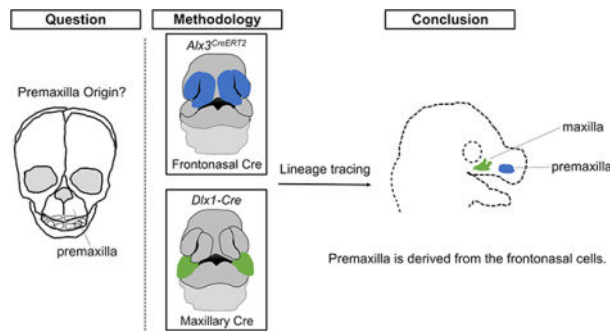 Question
Methodology
Conclusion
Premaxilla Origin?
premaxilla
Alx3CreERT2
Frontonasal Cre
Dlx1-Cre
Maxillary Cre
Lineage tracing
maxilla
premaxilla
Premaxilla is derived from the frontonasal cells.